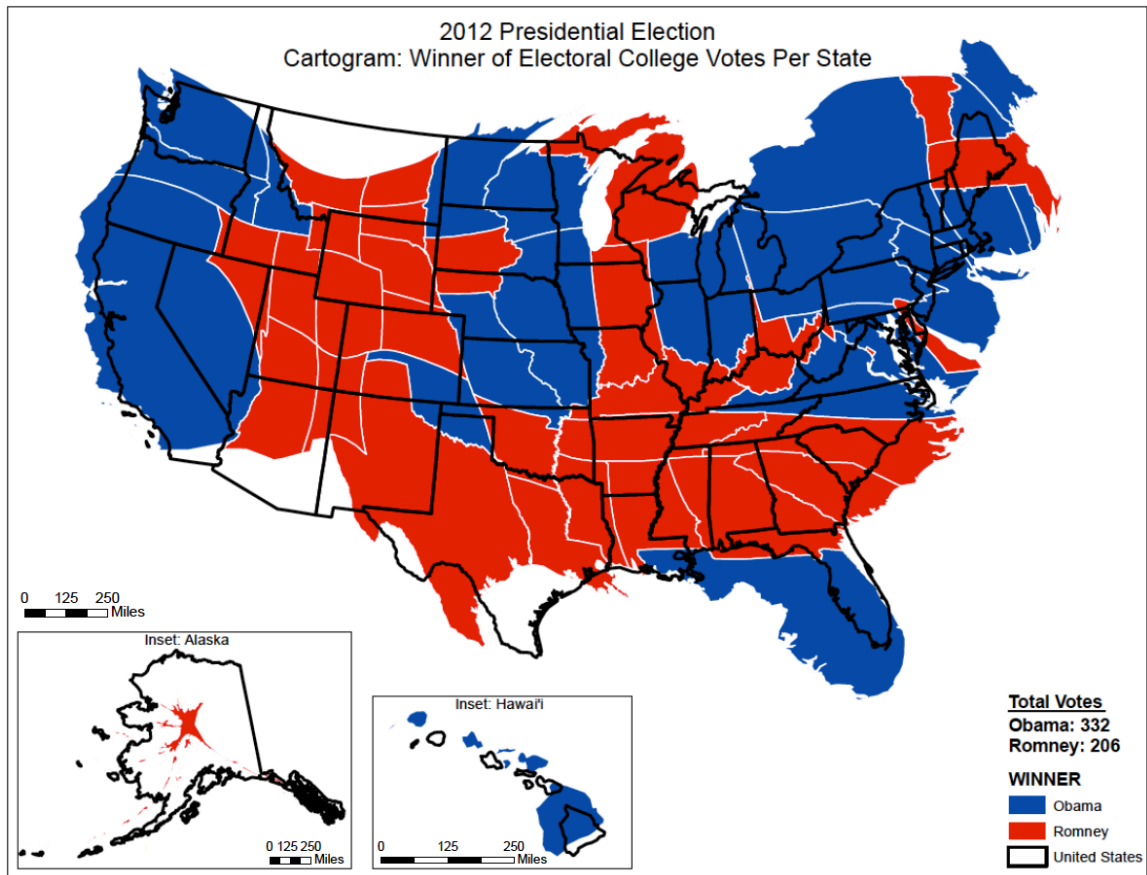 2012 Presidential Election
Cartogram: Winner of Electoral College Votes Per State
0 125 250
Miles
Inset: Alaska
0 125 250
Miles
Inset: Hawai'i
0 125 250
Miles
Total Votes
Obama: 332
Romney: 206
WINNER
Obama
Romney
United States